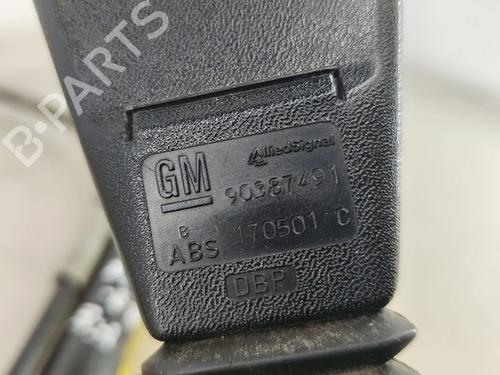 B-PARTS
AlliedSignal
GM 90387491
B
ABS 170501 C
DBP